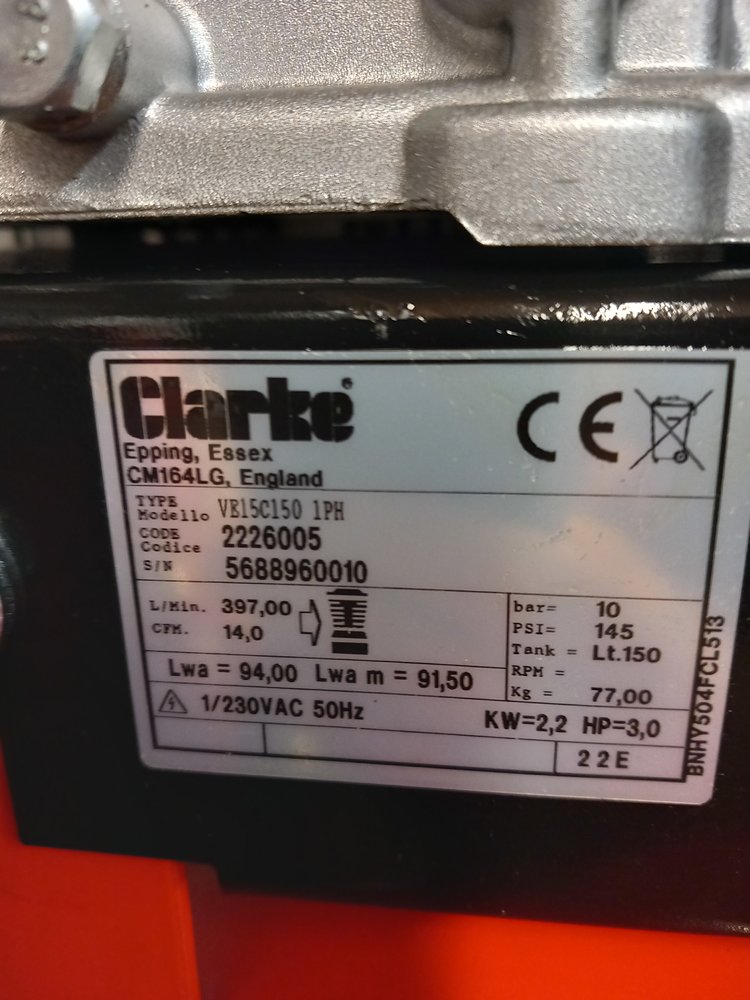 Clarke®
Epping, Essex
CM164LG, England
CE
TYPE
Modello VE15C150 1PH
CODE
Codice 2226005
S/N 5688960010
L/Min. 397,00
CFM. 14,0
bar= 10
PSI= 145
Tank = Lt.150
RPM =
Kg = 77,00
Lwa = 94,00 Lwa m = 91,50
1/230VAC 50Hz
KW=2,2 HP=3,0
22E
BNHY504FCL513